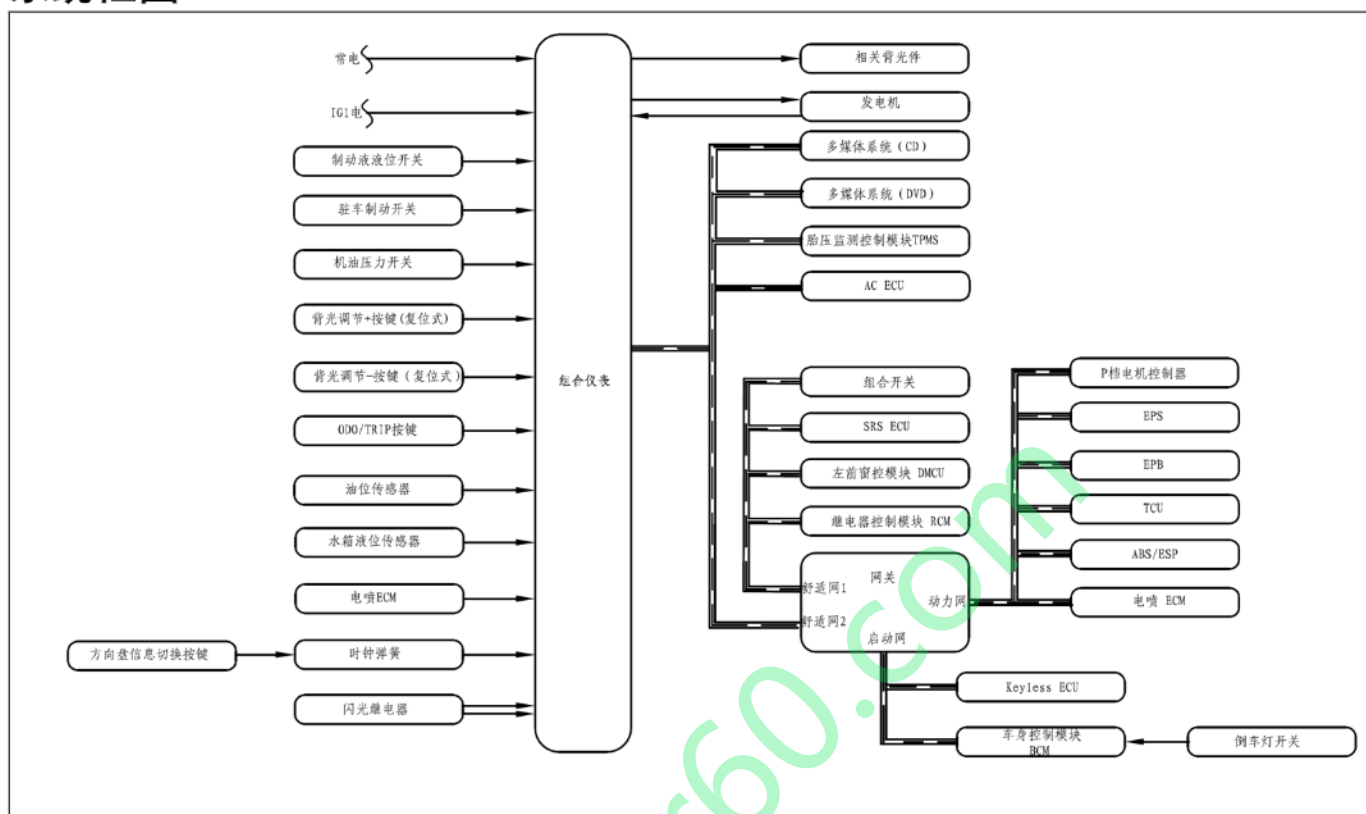 常电
IG1电
制动液液位开关
驻车制动开关
机油压力开关
背光调节+按键(复位式)
背光调节-按键(复位式)
ODO/TRIP按键
油位传感器
水箱液位传感器
电喷ECM
方向盘信息切换按键
时钟弹簧
闪光继电器
组合仪表
相关背光件
发电机
多媒体系统(CD)
多媒体系统(DVD)
胎压监测控制模块TPMS
AC ECU
组合开关
SRS ECU
左前窗控模块 DMCU
继电器控制模块 RCM
网关
舒适网1
动力网
舒适网2
启动网
P档电机控制器
EPS
EPB
TCU
ABS/ESP
电喷 ECM
Keyless ECU
车身控制模块
BCM
倒车灯开关
r60.com